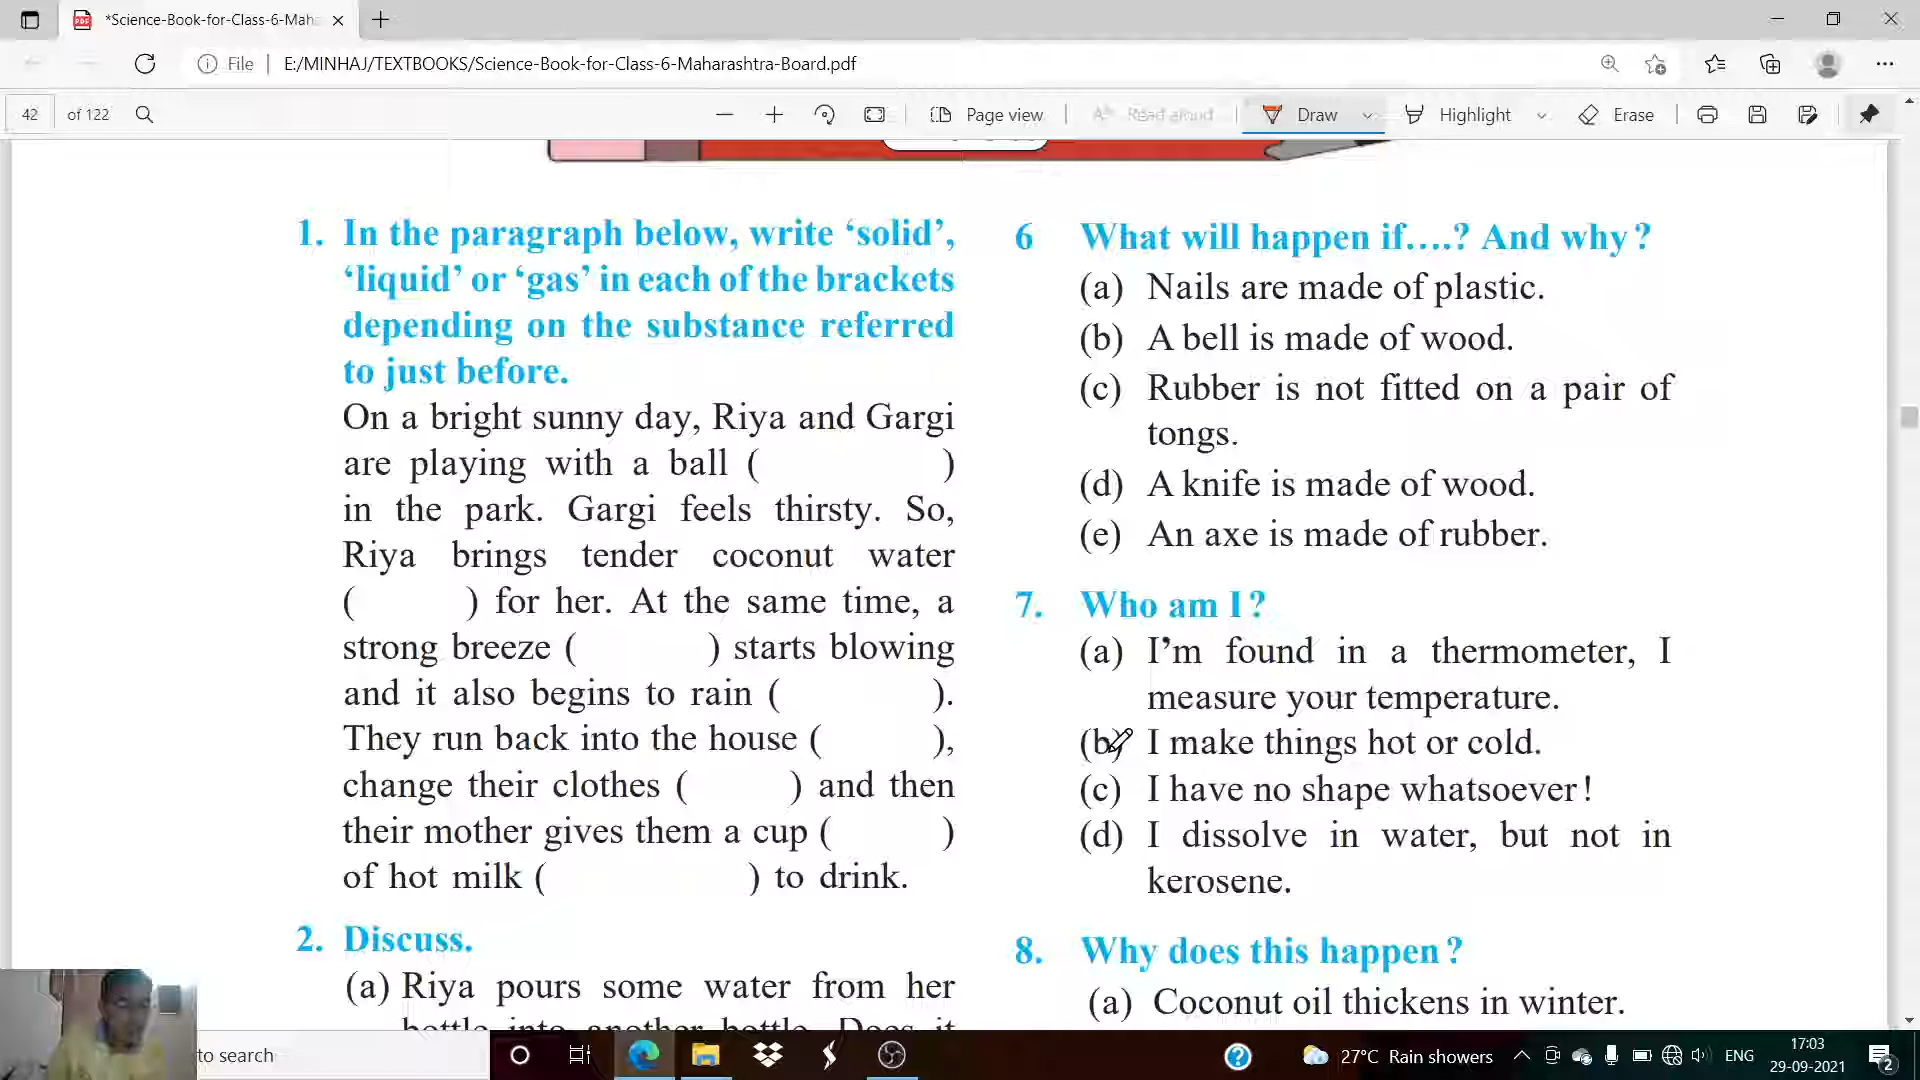 *Science-Book-for-Class-6-Maha
File
E:/MINHAJ/TEXTBOOKS/Science-Book-for-Class-6-Maharashtra-Board.pdf
42 of 122
Page view
Read aloud
Draw
Highlight
Erase
1. In the paragraph below, write ‘solid’,
‘liquid’ or ‘gas’ in each of the brackets
depending on the substance referred
to just before.
On a bright sunny day, Riya and Gargi
are playing with a ball ( )
in the park. Gargi feels thirsty. So,
Riya brings tender coconut water
( ) for her. At the same time, a
strong breeze ( ) starts blowing
and it also begins to rain ( ).
They run back into the house ( ),
change their clothes ( ) and then
their mother gives them a cup ( )
of hot milk ( ) to drink.
2. Discuss.
(a) Riya pours some water from her
bottle into another bottle. Does it
6 What will happen if....? And why?
(a) Nails are made of plastic.
(b) A bell is made of wood.
(c) Rubber is not fitted on a pair of
tongs.
(d) A knife is made of wood.
(e) An axe is made of rubber.
7. Who am I?
(a) I’m found in a thermometer, I
measure your temperature.
(b) I make things hot or cold.
(c) I have no shape whatsoever!
(d) I dissolve in water, but not in
kerosene.
8. Why does this happen?
(a) Coconut oil thickens in winter.
to search
27°C Rain showers
ENG
17:03
29-09-2021
2